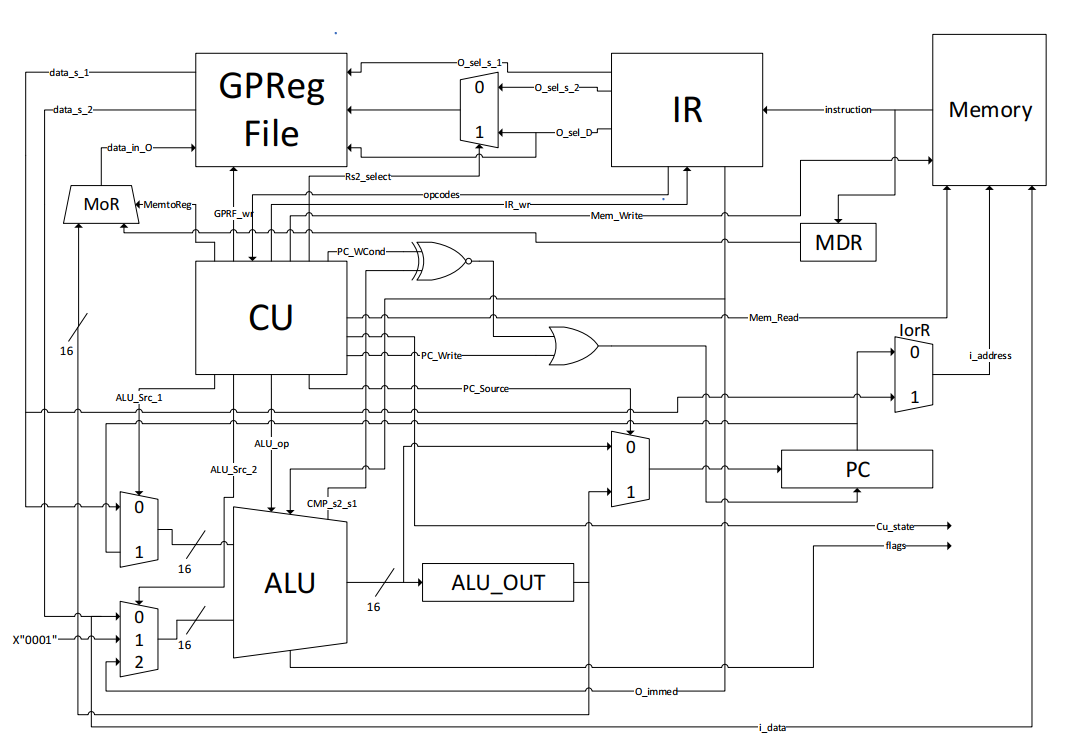 O_sel_s_1
data_s_1
GPReg
File
0
O_sel_s_2
IR
Memory
data_s_2
instruction
1
O_sel_D
data_in_O
Rs2_select
opcodes
MoR
MemtoReg
IR_wr
GPRF_wr
Mem_Write
MDR
PC_WCond
CU
Mem_Read
IorR
16
0
PC_Write
i_address
PC_Source
ALU_Src_1
1
ALU_op
0
ALU_Src_2
PC
1
CMP_s2_s1
0
Cu_state
flags
1
16
ALU
ALU_OUT
16
0
X"0001"
1
16
2
O_immed
i_data